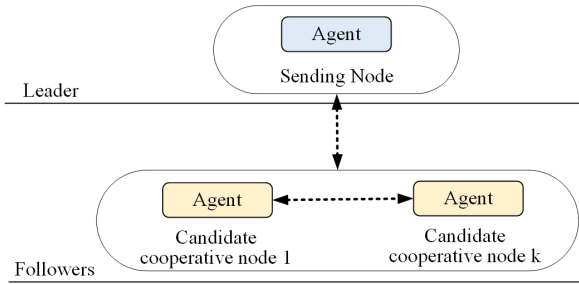 Agent
Sending Node
Leader
Agent
Agent
Candidate
cooperative node 1
Candidate
cooperative node k
Followers